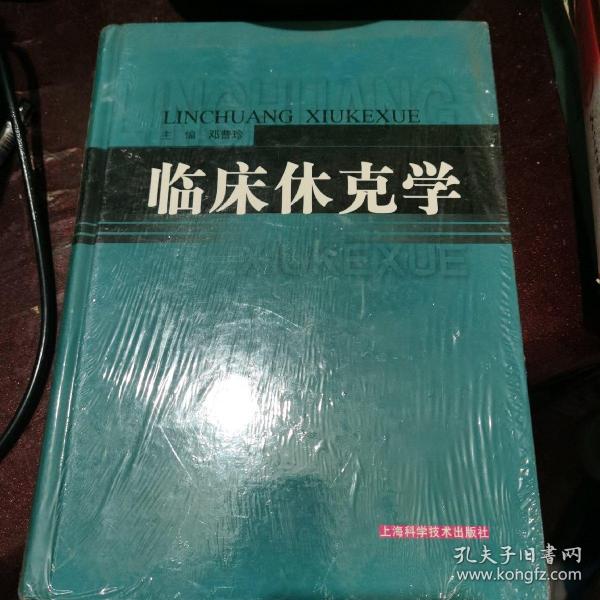 LINCHUANG
LINCHUANG XIUKEXUE
主编 邓普珍
临床休克学
XIUKEXUE
上海科学技术出版社
孔夫子旧书网
www.kongfz.com